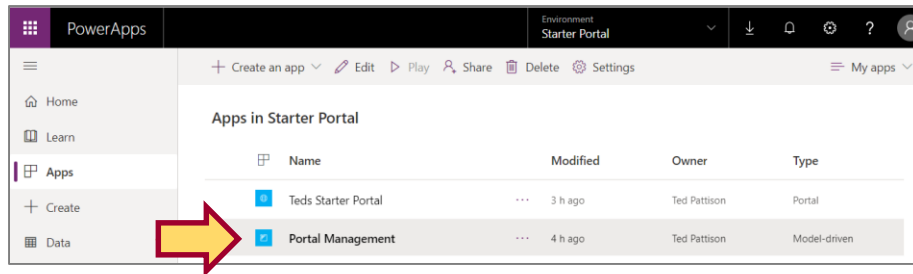 PowerApps
Environment
Starter Portal
?
Create an app Edit Play Share Delete Settings My apps
Home
Learn
Apps
Create
Data
Apps in Starter Portal
Name Modified Owner Type
Teds Starter Portal ... 3 h ago Ted Pattison Portal
Portal Management ... 4 h ago Ted Pattison Model-driven